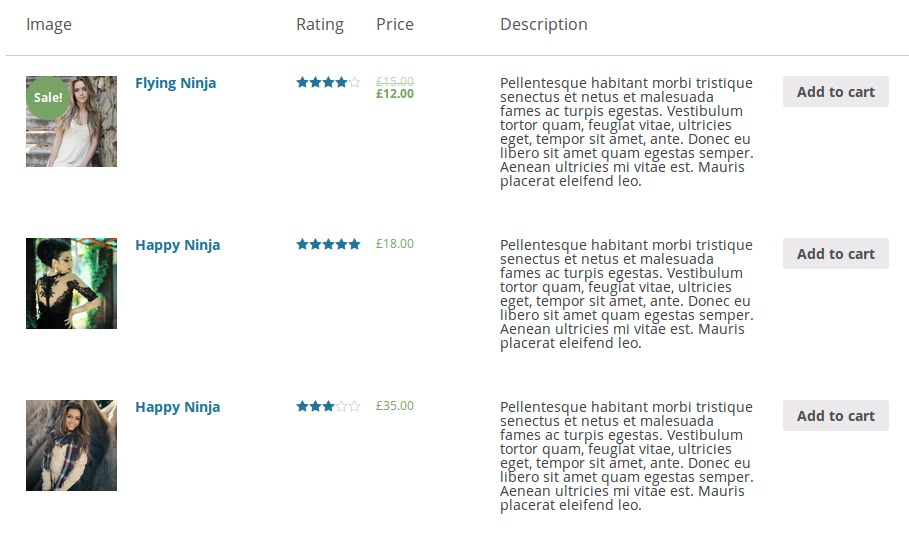 Image Rating Price Description
Sale!
Flying Ninja
£15.00
£12.00
Pellentesque habitant morbi tristique
senectus et netus et malesuada
fames ac turpis egestas. Vestibulum
tortor quam, feugiat vitae, ultricies
eget, tempor sit amet, ante. Donec eu
libero sit amet quam egestas semper.
Aenean ultricies mi vitae est. Mauris
placerat eleifend leo.
Add to cart
Happy Ninja
£18.00
Pellentesque habitant morbi tristique
senectus et netus et malesuada
fames ac turpis egestas. Vestibulum
tortor quam, feugiat vitae, ultricies
eget, tempor sit amet, ante. Donec eu
libero sit amet quam egestas semper.
Aenean ultricies mi vitae est. Mauris
placerat eleifend leo.
Add to cart
Happy Ninja
£35.00
Pellentesque habitant morbi tristique
senectus et netus et malesuada
fames ac turpis egestas. Vestibulum
tortor quam, feugiat vitae, ultricies
eget, tempor sit amet, ante. Donec eu
libero sit amet quam egestas semper.
Aenean ultricies mi vitae est. Mauris
placerat eleifend leo.
Add to cart